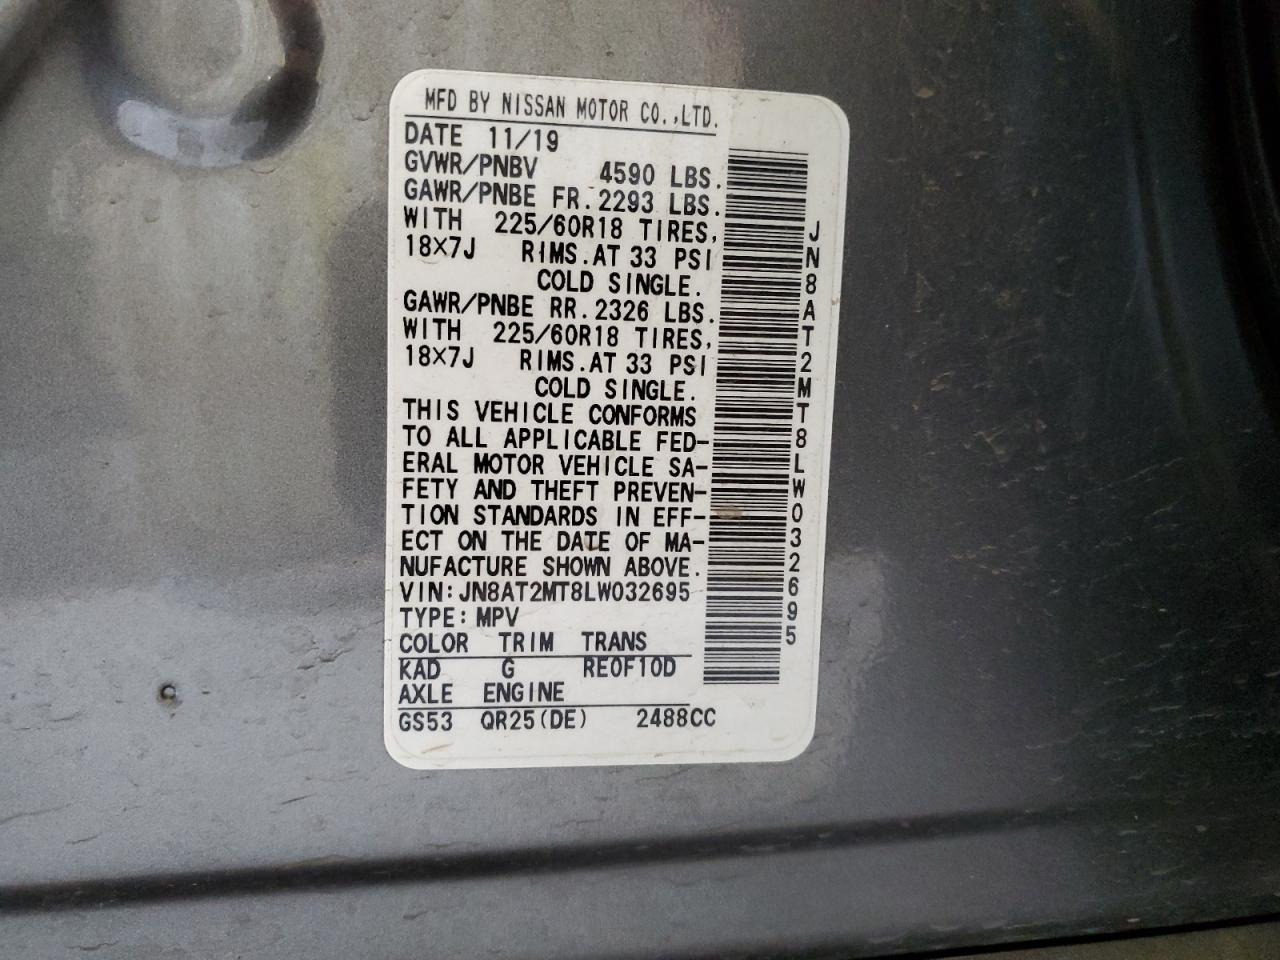 MFD BY NISSAN MOTOR CO.,LTD.
DATE 11/19
GVWR/PNBV 4590 LBS.
GAWR/PNBE FR.2293 LBS.
WITH 225/60R18 TIRES,
18×7J RIMS.AT 33 PSI
COLD SINGLE.
GAWR/PNBE RR.2326 LBS.
WITH 225/60R18 TIRES,
18×7J RIMS.AT 33 PSI
COLD SINGLE.
THIS VEHICLE CONFORMS
TO ALL APPLICABLE FED-
ERAL MOTOR VEHICLE SA-
FETY AND THEFT PREVEN-
TION STANDARDS IN EFF-
ECT ON THE DATE OF MA-
NUFACTURE SHOWN ABOVE.
VIN:JN8AT2MT8LW032695
TYPE:MPV
COLOR TRIM TRANS
KAD G RE0F10D
AXLE ENGINE
GS53 QR25(DE) 2488CC
JN8AT2MT8LW032695